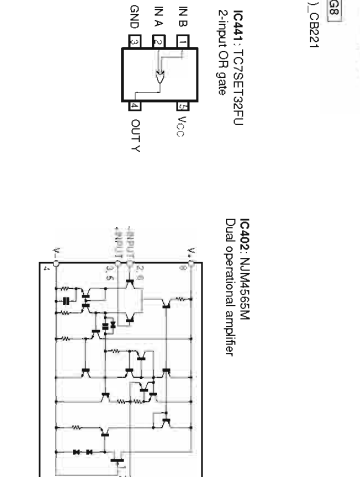 G8
)_CB221
IC441: TC7SET32FU
2-input OR gate
IN B
IN A
GND
1
2
3
5
4
VCC
OUT Y
IC402: NJM4565M
Dual operational amplifier
V+
8
-INPUT
2, 6
+INPUT
3, 5
V-
4